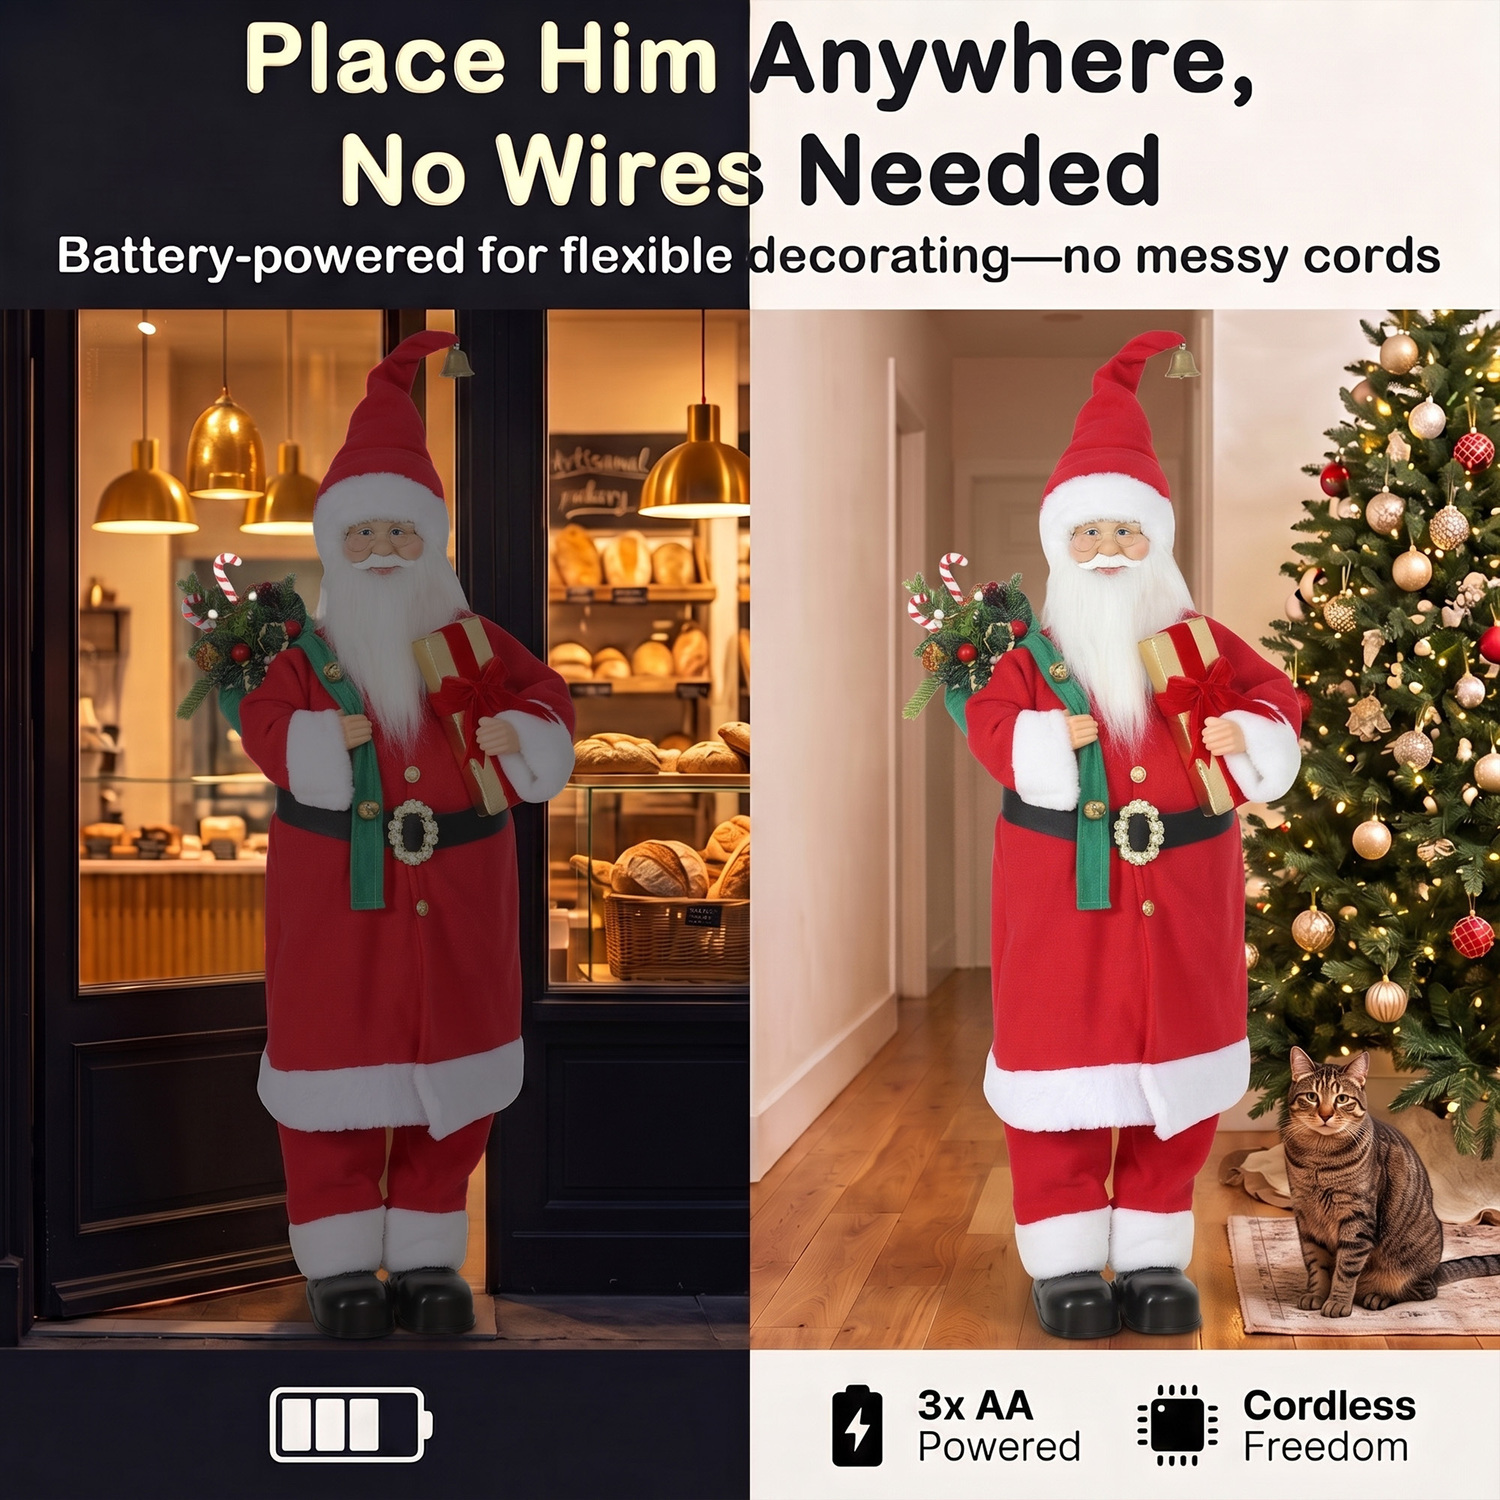 Place Him Anywhere,
No Wires Needed
Battery-powered for flexible decorating—no messy cords
Artisanal
3x AA
Powered
Cordless
Freedom